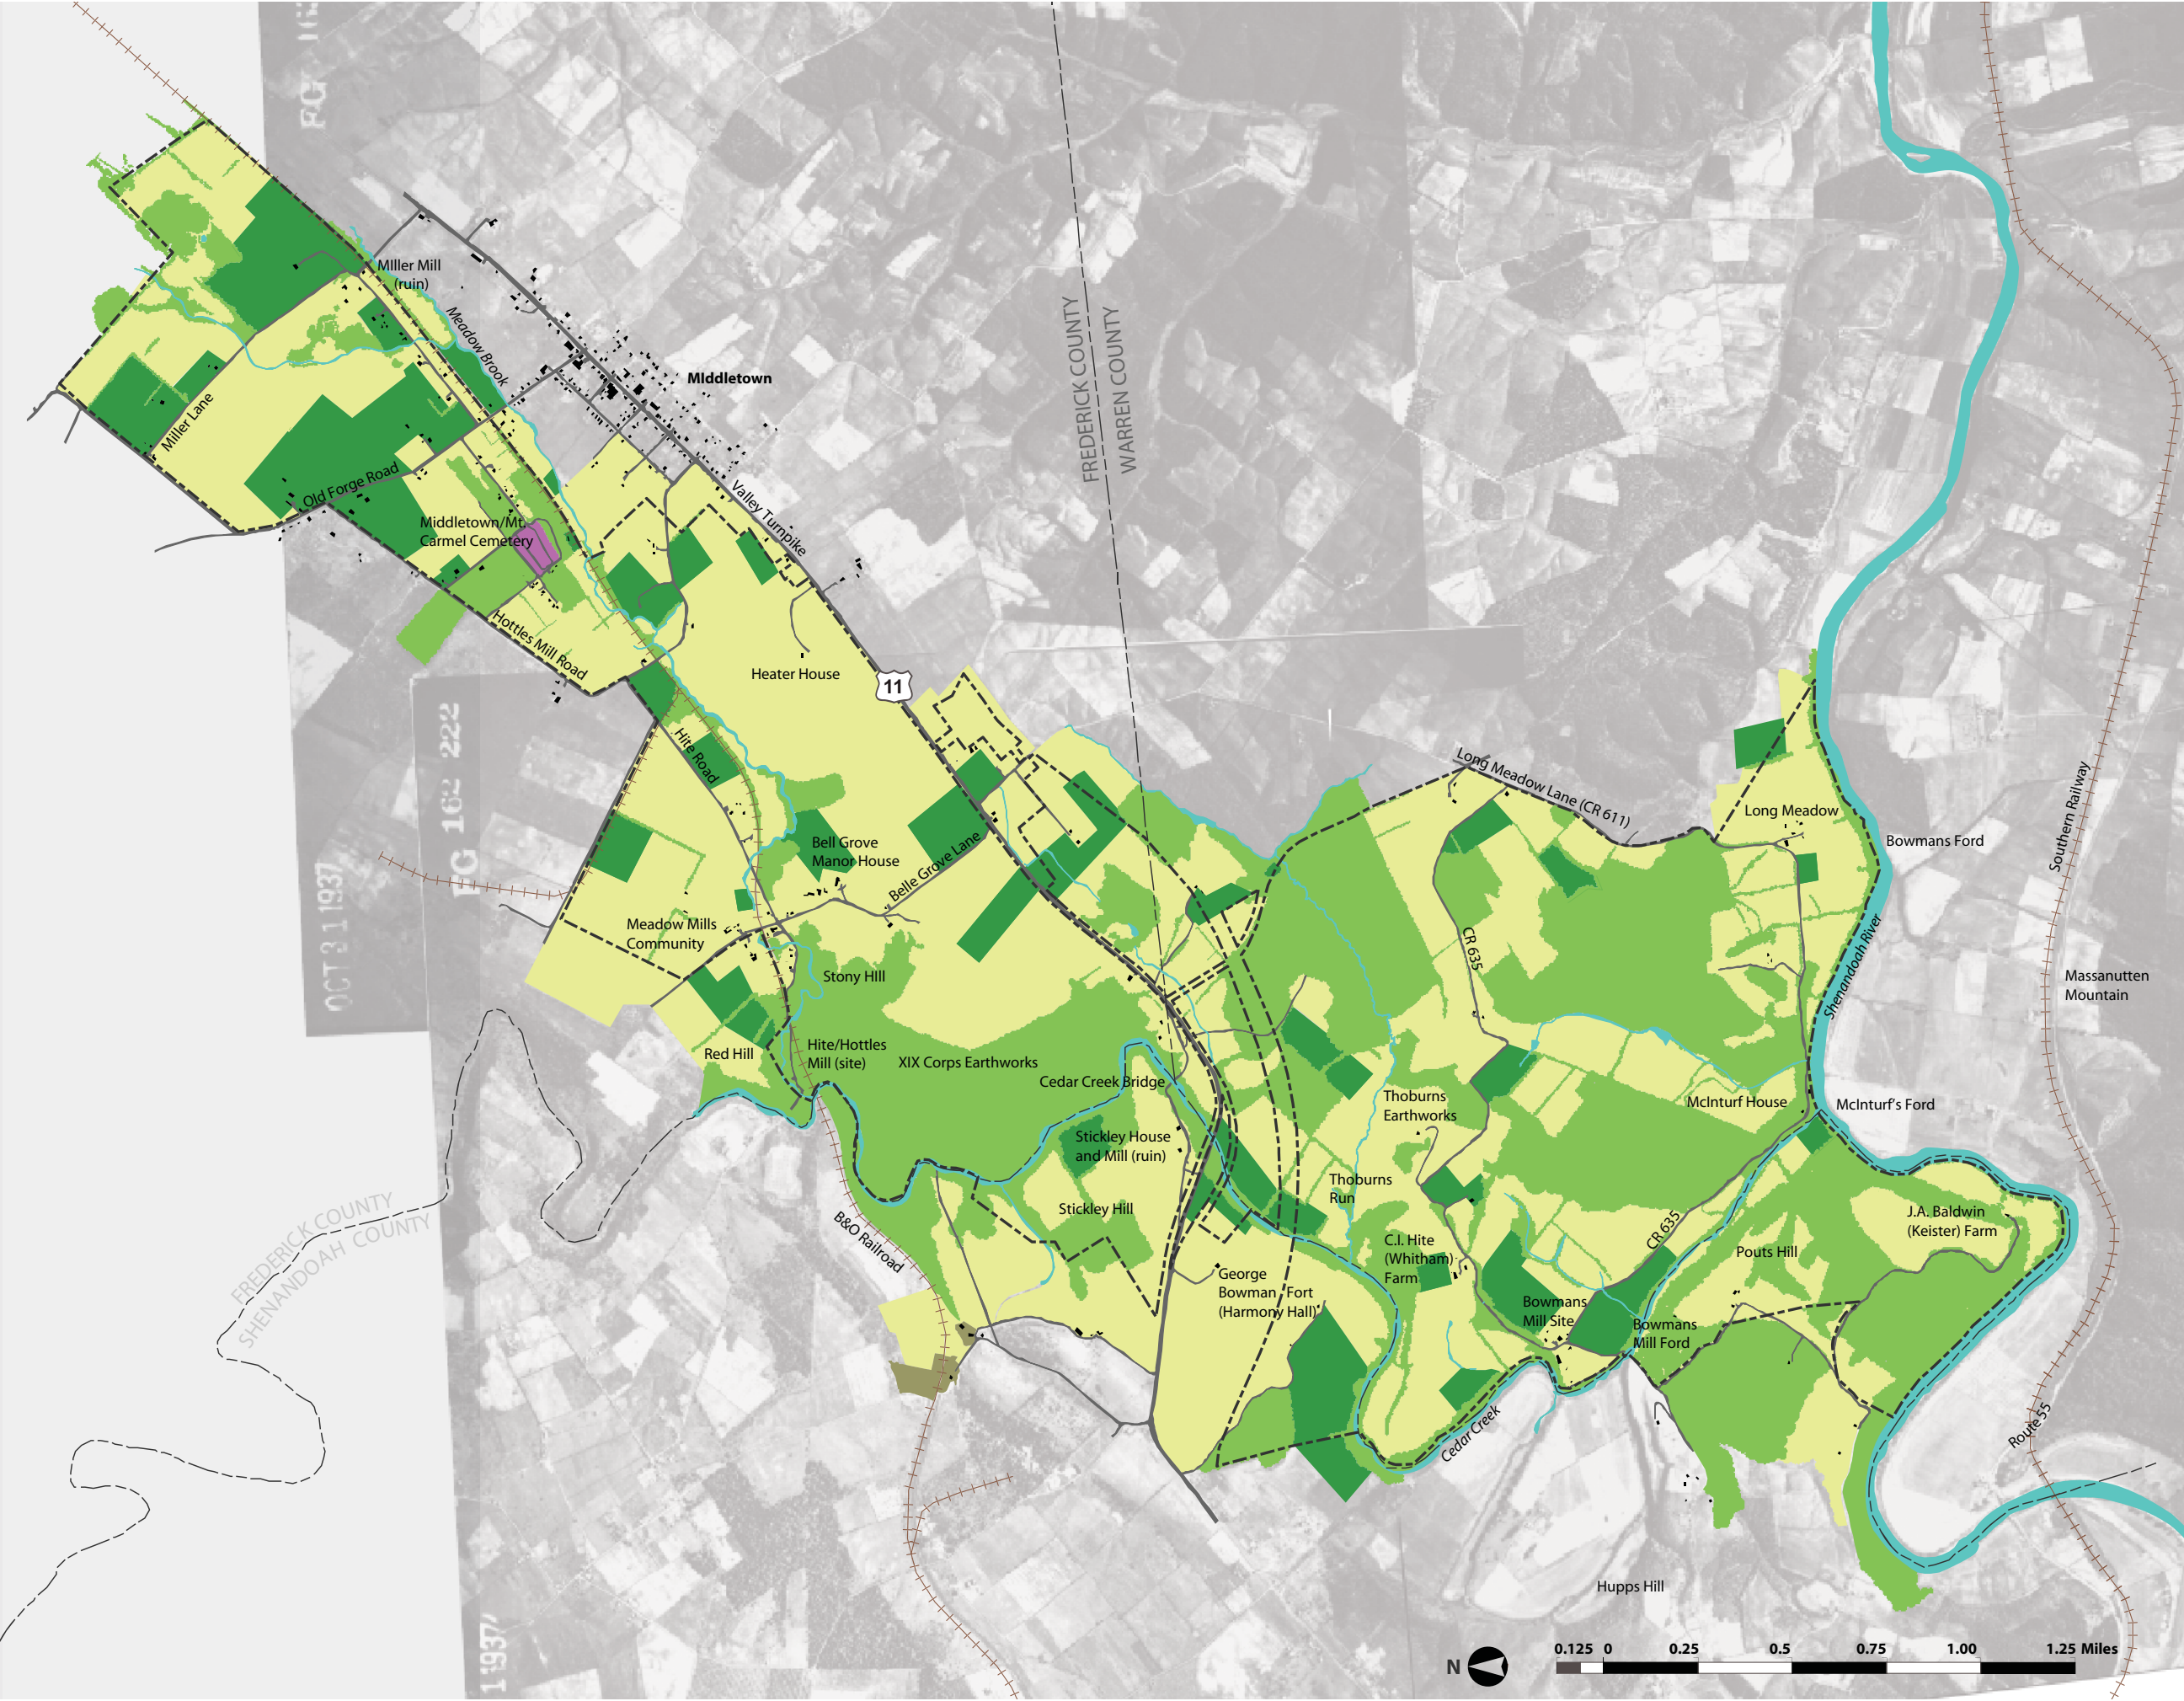 FG 16
MIller Mill
(ruin)
Meadow Brook
MIddletown
FREDERICK COUNTY
WARREN COUNTY
Miller Lane
Old Forge Road
Valley Turnpike
Middletown/Mt.
Carmel Cemetery
Hottles Mill Road
Heater House
11
FG 162 222
Hite Road
Long Meadow Lane (CR 611)
Southern Railway
Long Meadow
Bowmans Ford
Bell Grove
Manor House
Belle Grove Lane
OCT 31 1937
Meadow Mills
Community
CR 635
Shenandoah River
Stony HIll
Massanutten
Mountain
Red Hill
Hite/Hottles
Mill (site)
XIX Corps Earthworks
Cedar Creek Bridge
Thoburns
Earthworks
McInturf House
McInturf's Ford
Stickley House
and Mill (ruin)
Thoburns
Run
Stickley Hill
FREDERICK COUNTY
SHENANDOAH COUNTY
B&O Railroad
C.I. Hite
(Whitham)
Farm
CR 635
Pouts Hill
J.A. Baldwin
(Keister) Farm
George
Bowman Fort
(Harmony Hall)
Bowmans
Mill Site
Bowmans
Mill Ford
Cedar Creek
Route 55
Hupps Hill
1 1937
N
0.125 0 0.25 0.5 0.75 1.00 1.25 Miles